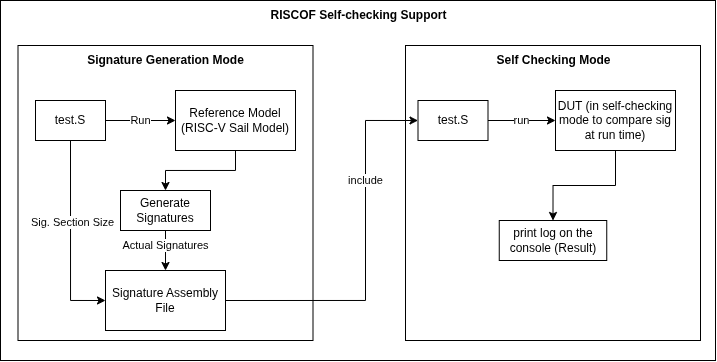 RISCOF Self-checking Support
Signature Generation Mode
test.S
Run
Reference Model
(RISC-V Sail Model)
Generate
Signatures
Sig. Section Size
Actual Signatures
Signature Assembly
File
include
Self Checking Mode
test.S
run
DUT (in self-checking
mode to compare sig
at run time)
print log on the
console (Result)